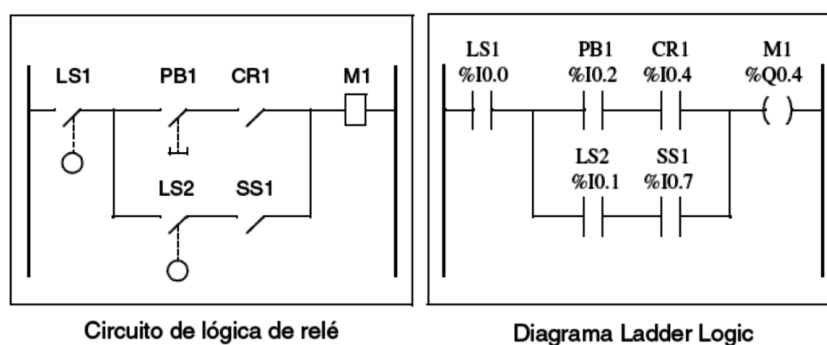 LS1 PB1 CR1 M1
LS2 SS1
Circuito de lógica de relé
LS1 PB1 CR1 M1
%I0.0 %I0.2 %I0.4 %Q0.4
LS2 SS1
%I0.1 %I0.7
Diagrama Ladder Logic